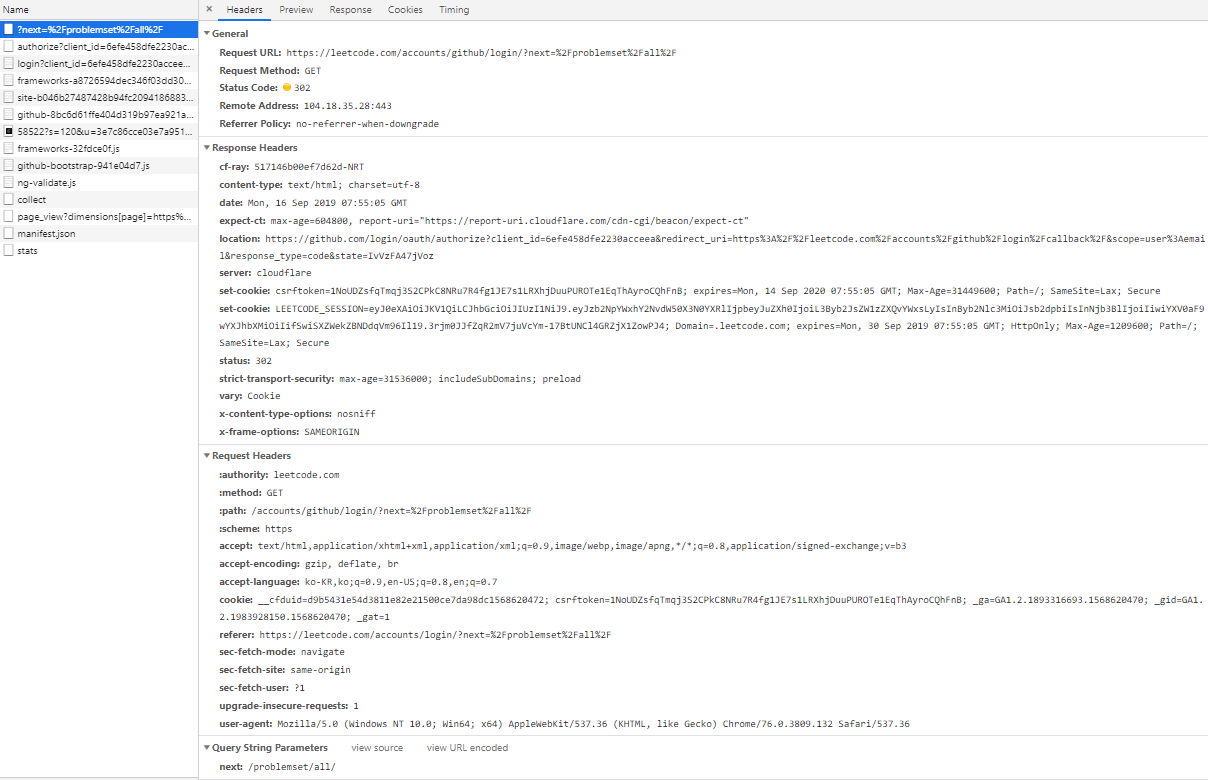 Name
× Headers Preview Response Cookies Timing
?next=%2Fproblemset%2Fall%2F
authorize?client_id=6efe458dfe2230ac...
login?client_id=6efe458dfe2230accee...
frameworks-a8726594dec346f03dd30...
site-b046b27487428b94fc2094186883...
github-8bc6d61ffe404d319b97ea921a...
58522?s=120&u=3e7c86cce03e7a951...
frameworks-32fdce0f.js
github-bootstrap-941e04d7.js
ng-validate.js
collect
page_view?dimensions[page]=https%...
manifest.json
stats
General
Request URL: https://leetcode.com/accounts/github/login/?next=%2Fproblemset%2Fall%2F
Request Method: GET
Status Code: 302
Remote Address: 104.18.35.28:443
Referrer Policy: no-referrer-when-downgrade
Response Headers
cf-ray: 517146b00ef7d62d-NRT
content-type: text/html; charset=utf-8
date: Mon, 16 Sep 2019 07:55:05 GMT
expect-ct: max-age=604800, report-uri="https://report-uri.cloudflare.com/cdn-cgi/beacon/expect-ct"
location: https://github.com/login/oauth/authorize?client_id=6efe458dfe2230acceea&redirect_uri=https%3A%2F%2Fleetcode.com%2Faccounts%2Fgithub%2Flogin%2Fcallback%2F&scope=user%3Aemai
l&response_type=code&state=IvVzFA47jVoz
server: cloudflare
set-cookie: csrftoken=1NoUDZsfqTmqj3S2CPkC8NRu7R4fg1JE7s1LRXhjDuuPUROTe1EqThAyroCQhFnB; expires=Mon, 14 Sep 2020 07:55:05 GMT; Max-Age=31449600; Path=/; SameSite=Lax; Secure
set-cookie: LEETCODE_SESSION=eyJ0eXAiOiJKV1QiLCJhbGciOiJIUzI1NiJ9.eyJzb2NpYWxhY2NvdW50X3N0YXRlIjpbeyJuZXh0IjoiL3Byb2JsZW1zZXQvYWxsLyIsInByb2Nlc3MiOiJsb2dpbiIsInNjb3BlIjoiIiwiYXV0aF9
wYXJhbXMiOiIifSwiSXZWekZBNDdqVm96Il19.3rjm0JJfZqR2mV7juVcYm-17BtUNCl4GRZjX1ZowPJ4; Domain=.leetcode.com; expires=Mon, 30 Sep 2019 07:55:05 GMT; HttpOnly; Max-Age=1209600; Path=/;
SameSite=Lax; Secure
status: 302
strict-transport-security: max-age=31536000; includeSubDomains; preload
vary: Cookie
x-content-type-options: nosniff
x-frame-options: SAMEORIGIN
Request Headers
:authority: leetcode.com
:method: GET
:path: /accounts/github/login/?next=%2Fproblemset%2Fall%2F
:scheme: https
accept: text/html,application/xhtml+xml,application/xml;q=0.9,image/webp,image/apng,*/*;q=0.8,application/signed-exchange;v=b3
accept-encoding: gzip, deflate, br
accept-language: ko-KR,ko;q=0.9,en-US;q=0.8,en;q=0.7
cookie: __cfduid=d9b5431e54d3811e82e21500ce7da98dc1568620472; csrftoken=1NoUDZsfqTmqj3S2CPkC8NRu7R4fg1JE7s1LRXhjDuuPUROTe1EqThAyroCQhFnB; _ga=GA1.2.1893316693.1568620470; _gid=GA1.
2.1983928150.1568620470; _gat=1
referer: https://leetcode.com/accounts/login/?next=%2Fproblemset%2Fall%2F
sec-fetch-mode: navigate
sec-fetch-site: same-origin
sec-fetch-user: ?1
upgrade-insecure-requests: 1
user-agent: Mozilla/5.0 (Windows NT 10.0; Win64; x64) AppleWebKit/537.36 (KHTML, like Gecko) Chrome/76.0.3809.132 Safari/537.36
Query String Parameters view source view URL encoded
next: /problemset/all/